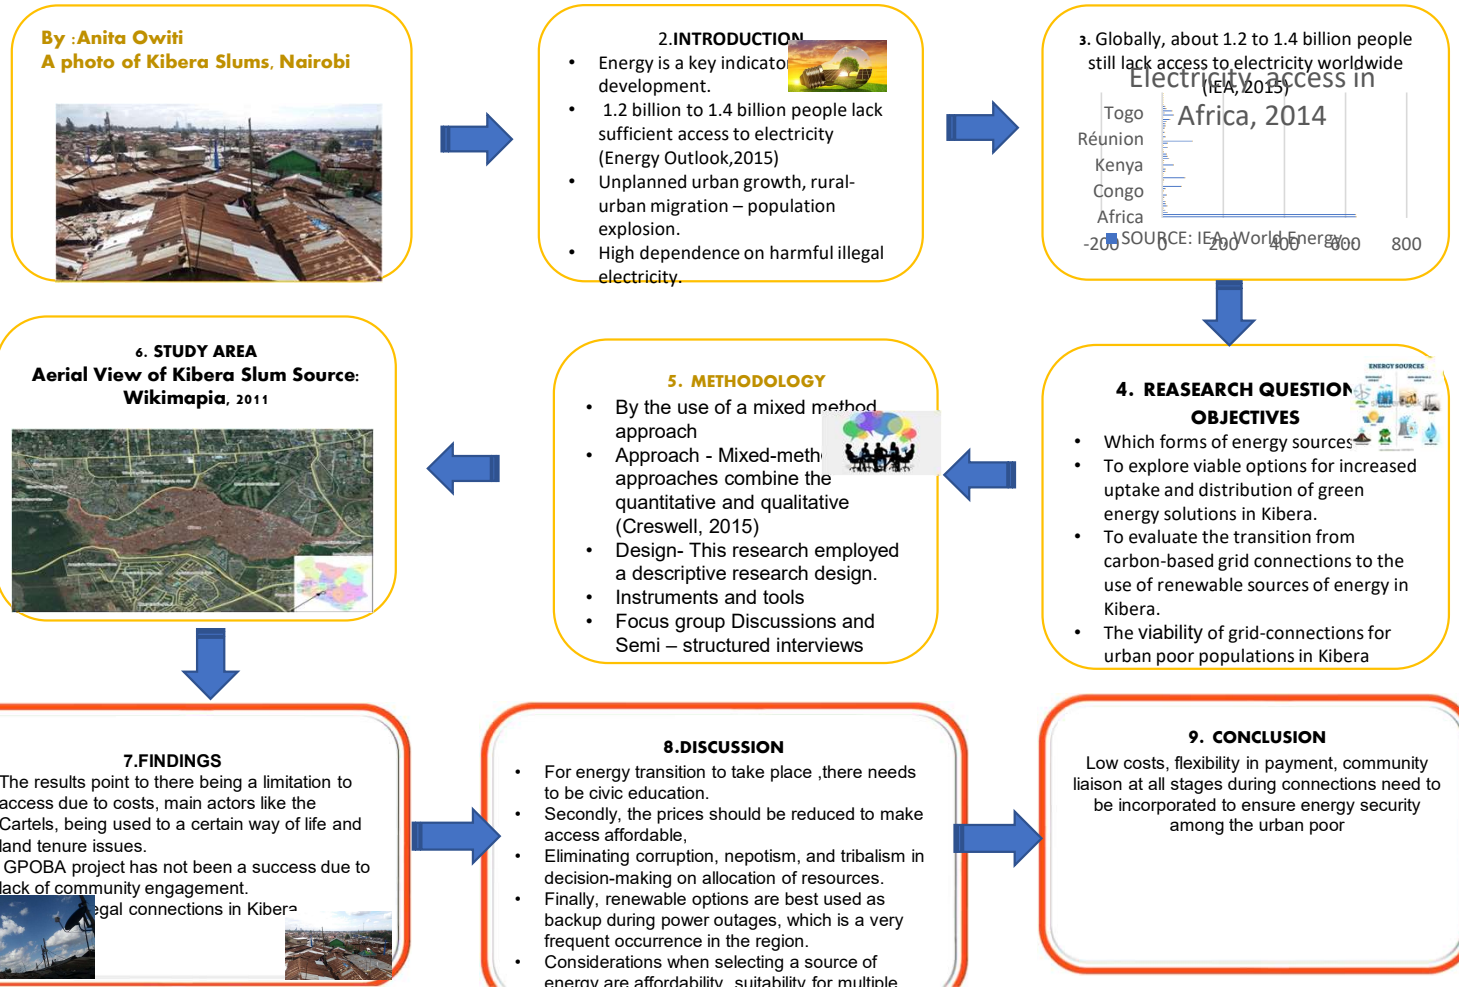 By :Anita Owiti
A photo of Kibera Slums, Nairobi
2.INTRODUCTION
• Energy is a key indicator
development.
• 1.2 billion to 1.4 billion people lack
sufficient access to electricity
(Energy Outlook,2015)
• Unplanned urban growth, rural-
urban migration – population
explosion.
• High dependence on harmful illegal
electricity.
3. Globally, about 1.2 to 1.4 billion people
still lack access to electricity worldwide
(IEA, 2015)
Electricity access in
Africa, 2014
Togo
Réunion
Kenya
Congo
Africa
-200 0 200 400 600 800
SOURCE: IEA, World Energy
4. REASEARCH QUESTION
OBJECTIVES
ENERGY SOURCES
• Which forms of energy sources
• To explore viable options for increased
uptake and distribution of green
energy solutions in Kibera.
• To evaluate the transition from
carbon-based grid connections to the
use of renewable sources of energy in
Kibera.
• The viability of grid-connections for
urban poor populations in Kibera
5. METHODOLOGY
• By the use of a mixed method
approach
• Approach - Mixed-meth
approaches combine the
quantitative and qualitative
(Creswell, 2015)
• Design- This research employed
a descriptive research design.
• Instruments and tools
• Focus group Discussions and
Semi – structured interviews
6. STUDY AREA
Aerial View of Kibera Slum Source:
Wikimapia, 2011
7.FINDINGS
The results point to there being a limitation to
access due to costs, main actors like the
Cartels, being used to a certain way of life and
land tenure issues.
GPOBA project has not been a success due to
lack of community engagement.
egal connections in Kibera
8.DISCUSSION
• For energy transition to take place ,there needs
to be civic education.
• Secondly, the prices should be reduced to make
access affordable,
• Eliminating corruption, nepotism, and tribalism in
decision-making on allocation of resources.
• Finally, renewable options are best used as
backup during power outages, which is a very
frequent occurrence in the region.
• Considerations when selecting a source of
energy are affordability, suitability for multiple
9. CONCLUSION
Low costs, flexibility in payment, community
liaison at all stages during connections need to
be incorporated to ensure energy security
among the urban poor